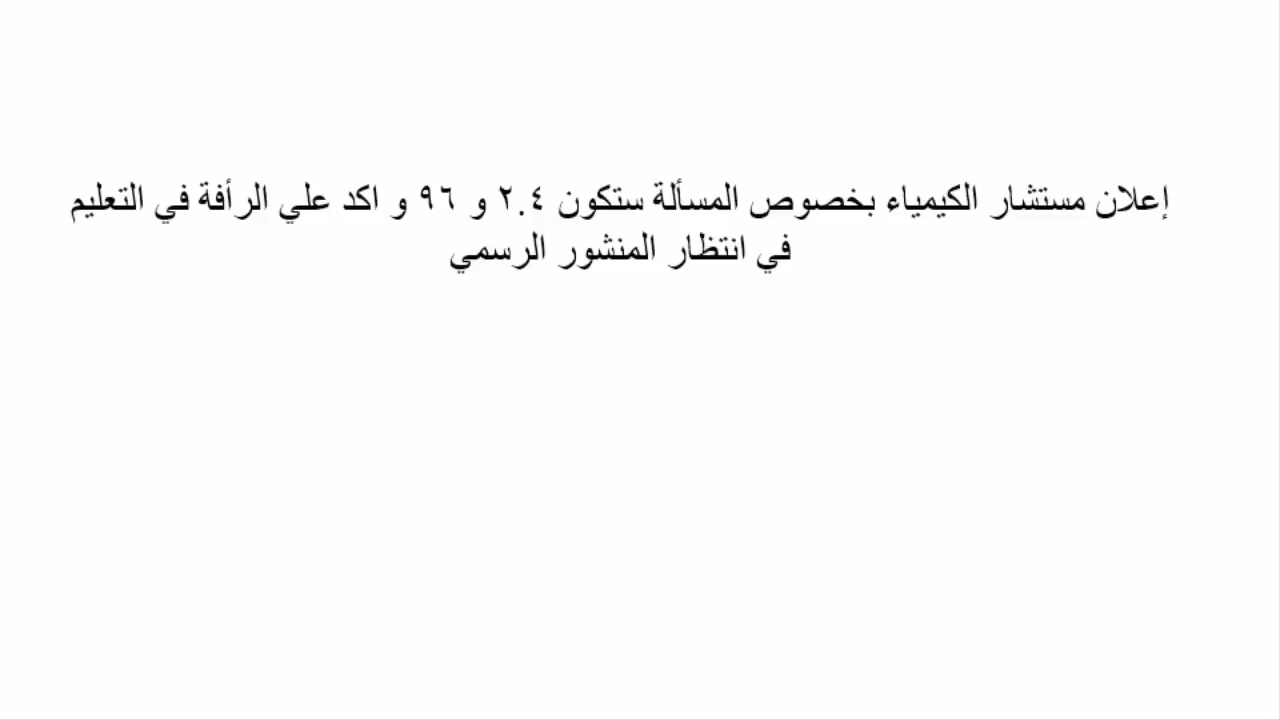 إعلان مستشار الكيمياء بخصوص المسألة ستكون ٢.٤ و ٩٦ و اكد علي الرأفة في التعليم
في انتظار المنشور الرسمي